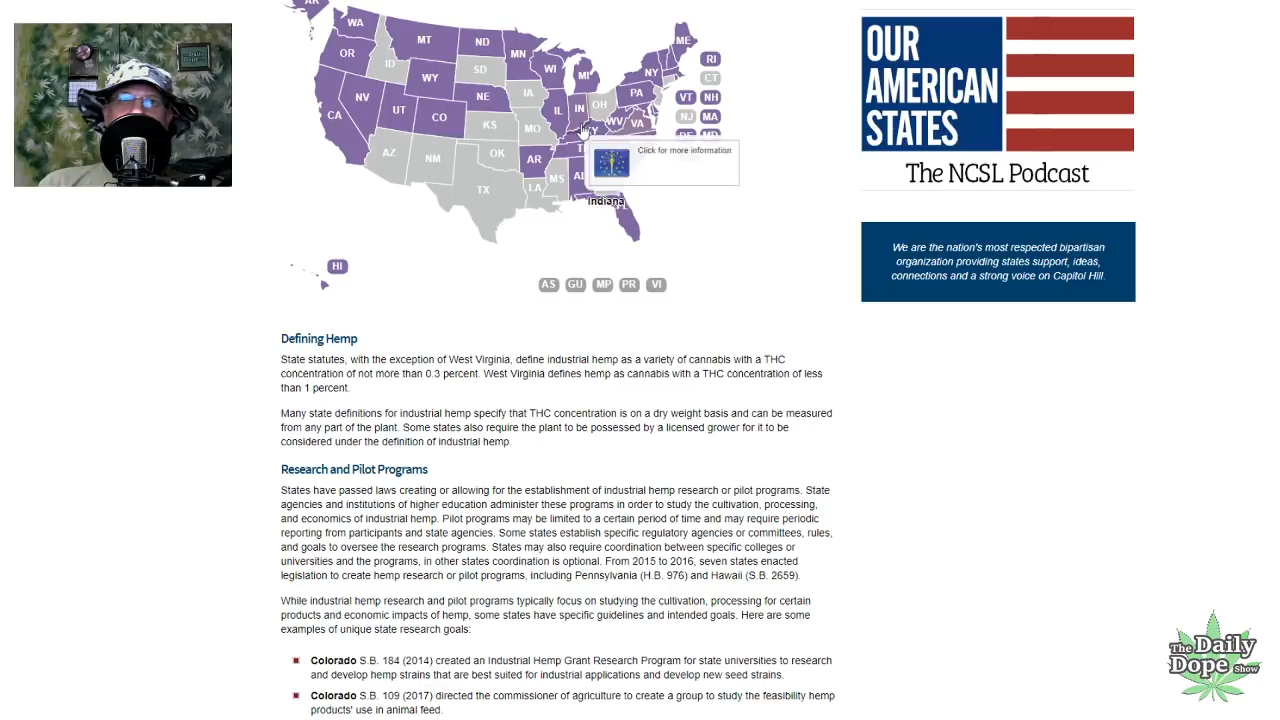 AK
WA
MT
ND
MN
ME
OR
ID
SD
WI
MI
NY
RI
WY
CT
NV
NE
IA
PA
VT
NH
CA
UT
CO
IL
IN
OH
WV
VA
NJ
MA
KS
MO
AZ
NM
OK
AR
MS
AL
TX
LA
Click for more information
Indiana
HI
AS
GU
MP
PR
VI
Defining Hemp
State statutes, with the exception of West Virginia, define industrial hemp as a variety of cannabis with a THC
concentration of not more than 0.3 percent. West Virginia defines hemp as cannabis with a THC concentration of less
than 1 percent.
Many state definitions for industrial hemp specify that THC concentration is on a dry weight basis and can be measured
from any part of the plant. Some states also require the plant to be possessed by a licensed grower for it to be
considered under the definition of industrial hemp.
Research and Pilot Programs
States have passed laws creating or allowing for the establishment of industrial hemp research or pilot programs. State
agencies and institutions of higher education administer these programs in order to study the cultivation, processing,
and economics of industrial hemp. Pilot programs may be limited to a certain period of time and may require periodic
reporting from participants and state agencies. Some states establish specific regulatory agencies or committees, rules,
and goals to oversee the research programs. States may also require coordination between specific colleges or
universities and the programs, in other states coordination is optional. From 2015 to 2016, seven states enacted
legislation to create hemp research or pilot programs, including Pennsylvania (H.B. 976) and Hawaii (S.B. 2659).
While industrial hemp research and pilot programs typically focus on studying the cultivation, processing for certain
products and economic impacts of hemp, some states have specific guidelines and intended goals. Here are some
examples of unique state research goals:
Colorado S.B. 184 (2014) created an Industrial Hemp Grant Research Program for state universities to research
and develop hemp strains that are best suited for industrial applications and develop new seed strains.
Colorado S.B. 109 (2017) directed the commissioner of agriculture to create a group to study the feasibility hemp
products' use in animal feed.
OUR
AMERICAN
STATES
The NCSL Podcast
We are the nation's most respected bipartisan
organization providing states support, ideas,
connections and a strong voice on Capitol Hill.
The Daily
Dope Show